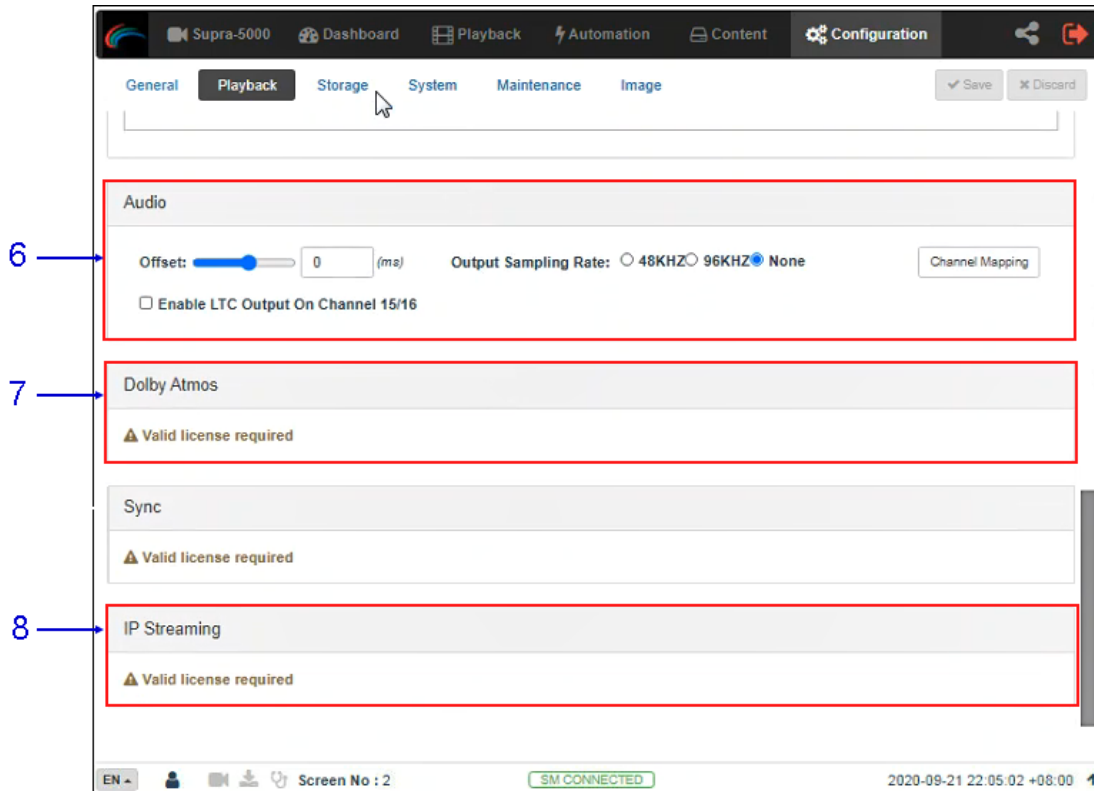 Supra-5000 Dashboard Playback Automation Content Configuration
General Playback Storage System Maintenance Image Save Discard
Audio
6
Offset: 0 (ms) Output Sampling Rate: 48KHZ 96KHZ None Channel Mapping
Enable LTC Output On Channel 15/16
Dolby Atmos
7
Valid license required
Sync
Valid license required
8
IP Streaming
Valid license required
EN Screen No : 2 SM CONNECTED 2020-09-21 22:05:02 +08:00